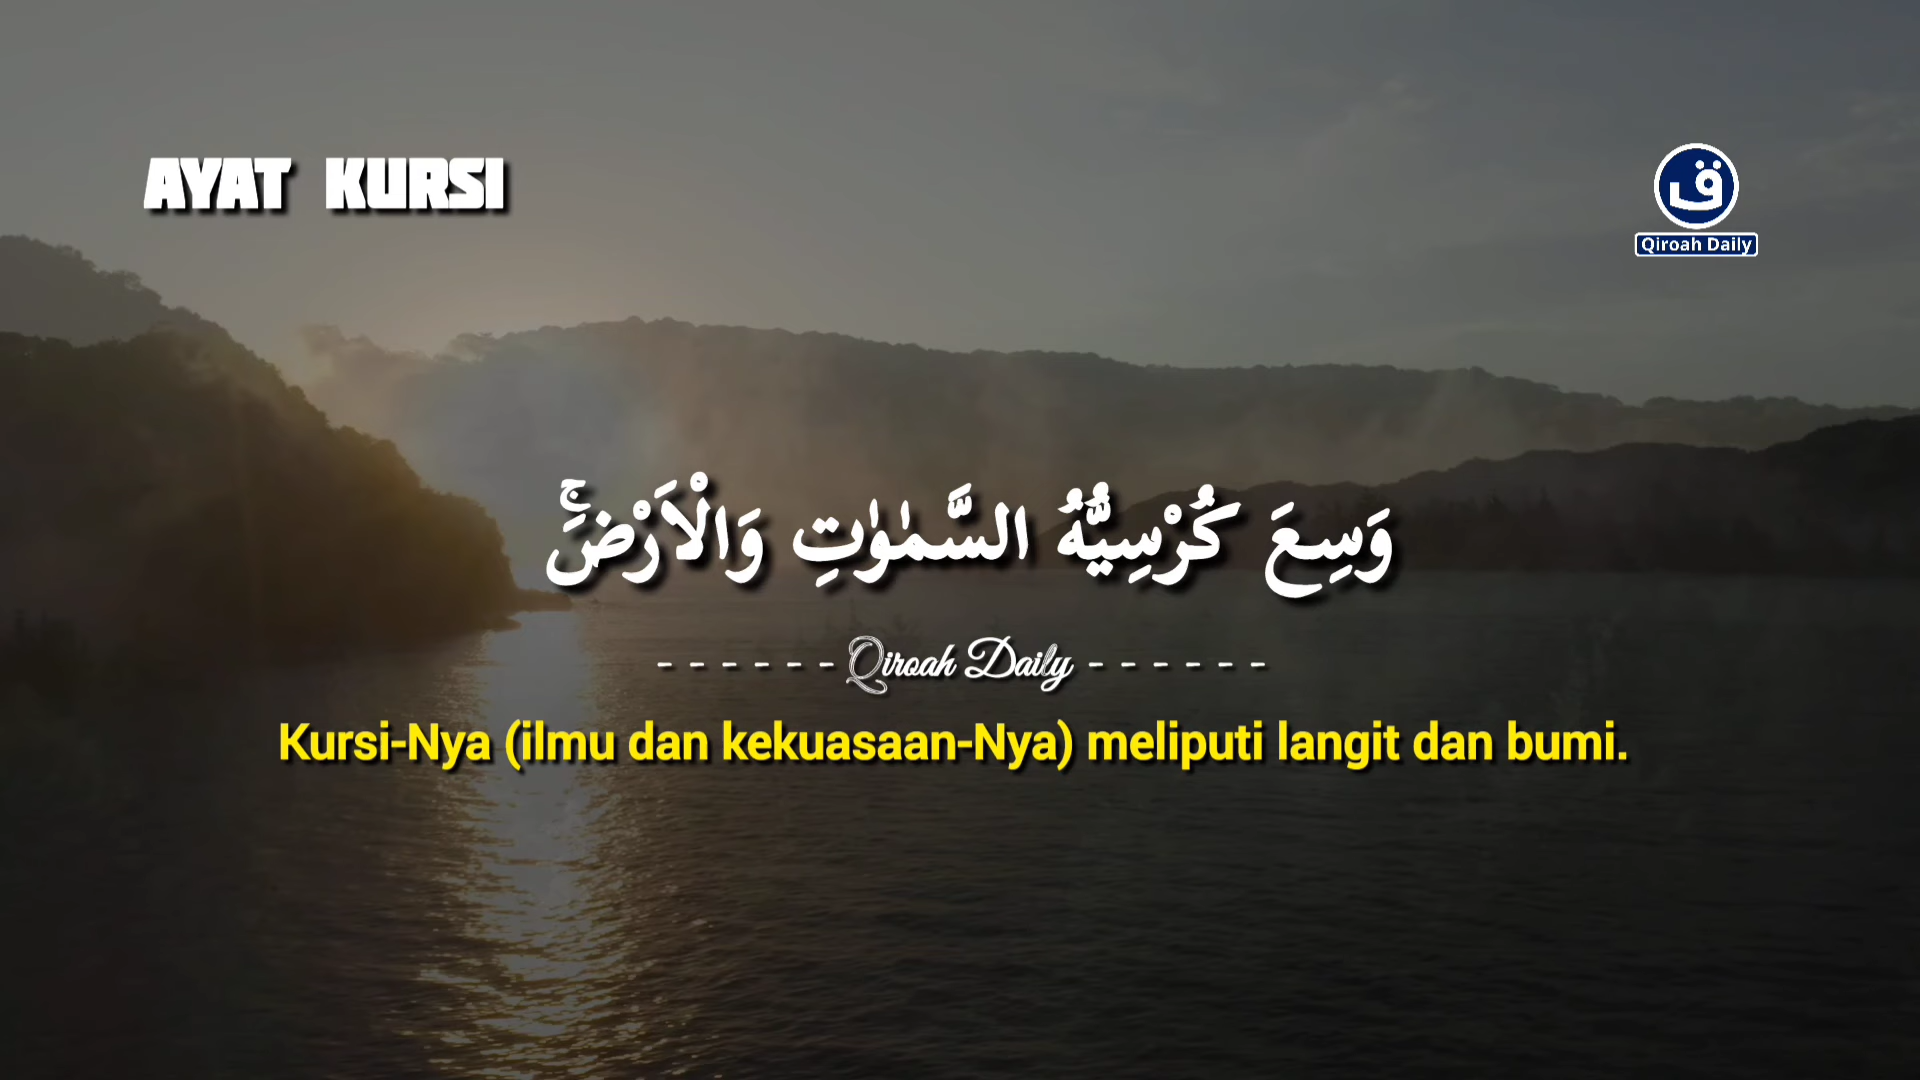 AYAT KURSI
ق
Qiroah Daily
وَسِعَ كُرْسِيُّهُ السَّمٰوٰتِ وَالْاَرْضَۚ
- - - - - - Qiroah Daily - - - - - -
Kursi-Nya (ilmu dan kekuasaan-Nya) meliputi langit dan bumi.